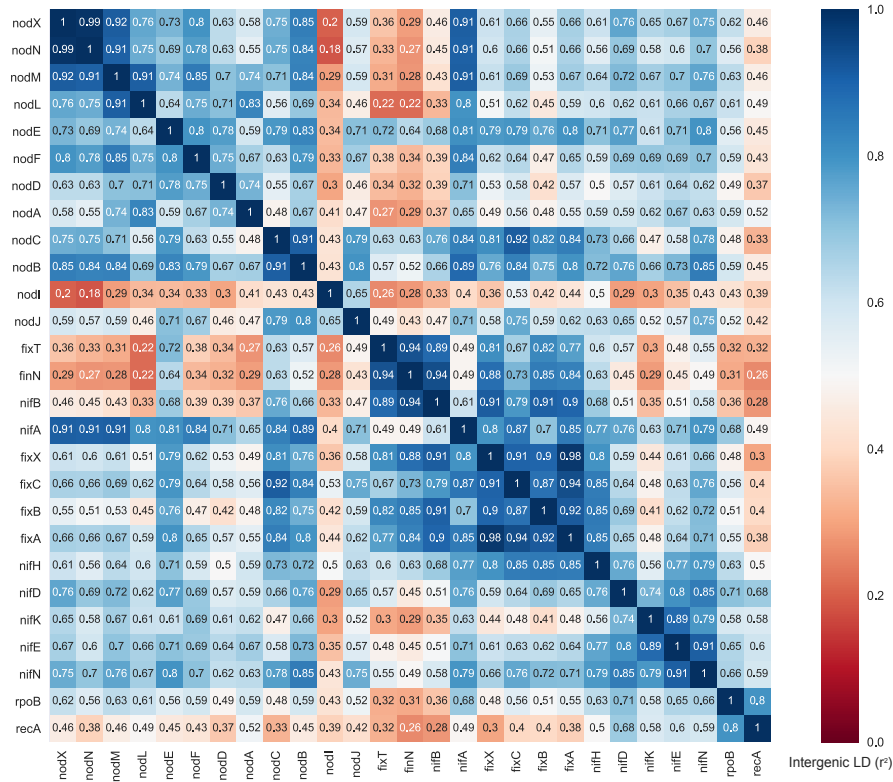 nodX 1 0.99 0.92 0.76 0.73 0.8 0.63 0.58 0.75 0.85 0.2 0.59 0.36 0.29 0.46 0.91 0.61 0.66 0.55 0.66 0.61 0.76 0.65 0.67 0.75 0.62 0.46
nodN 0.99 1 0.91 0.75 0.69 0.78 0.63 0.55 0.75 0.84 0.18 0.57 0.33 0.27 0.45 0.91 0.6 0.66 0.51 0.66 0.56 0.69 0.58 0.6 0.7 0.56 0.38
nodM 0.92 0.91 1 0.91 0.74 0.85 0.7 0.74 0.71 0.84 0.29 0.59 0.31 0.28 0.43 0.91 0.61 0.69 0.53 0.67 0.64 0.72 0.67 0.7 0.76 0.63 0.46
nodL 0.76 0.75 0.91 1 0.64 0.75 0.71 0.83 0.56 0.69 0.34 0.46 0.22 0.22 0.33 0.8 0.51 0.62 0.45 0.59 0.6 0.62 0.61 0.66 0.67 0.61 0.49
nodE 0.73 0.69 0.74 0.64 1 0.8 0.78 0.59 0.79 0.83 0.34 0.71 0.72 0.64 0.68 0.81 0.79 0.79 0.76 0.8 0.71 0.77 0.61 0.71 0.8 0.56 0.45
nodF 0.8 0.78 0.85 0.75 0.8 1 0.75 0.67 0.63 0.79 0.33 0.67 0.38 0.34 0.39 0.84 0.62 0.64 0.47 0.65 0.59 0.69 0.69 0.69 0.7 0.59 0.43
nodD 0.63 0.63 0.7 0.71 0.78 0.75 1 0.74 0.55 0.67 0.3 0.46 0.34 0.32 0.39 0.71 0.53 0.58 0.42 0.57 0.5 0.57 0.61 0.64 0.62 0.49 0.37
nodA 0.58 0.55 0.74 0.83 0.59 0.67 0.74 1 0.48 0.67 0.41 0.47 0.27 0.29 0.37 0.65 0.49 0.56 0.48 0.55 0.59 0.59 0.62 0.67 0.63 0.59 0.52
nodC 0.75 0.75 0.71 0.56 0.79 0.63 0.55 0.48 1 0.91 0.43 0.79 0.63 0.63 0.76 0.84 0.81 0.92 0.82 0.84 0.73 0.66 0.47 0.58 0.78 0.48 0.33
nodB 0.85 0.84 0.84 0.69 0.83 0.79 0.67 0.67 0.91 1 0.43 0.8 0.57 0.52 0.66 0.89 0.76 0.84 0.75 0.8 0.72 0.76 0.66 0.73 0.85 0.59 0.45
nodI 0.2 0.18 0.29 0.34 0.34 0.33 0.3 0.41 0.43 0.43 1 0.65 0.26 0.28 0.33 0.4 0.36 0.53 0.42 0.44 0.5 0.29 0.3 0.35 0.43 0.43 0.39
nodJ 0.59 0.57 0.59 0.46 0.71 0.67 0.46 0.47 0.79 0.8 0.65 1 0.49 0.43 0.47 0.71 0.58 0.75 0.59 0.62 0.63 0.65 0.52 0.57 0.75 0.52 0.42
fixT 0.36 0.33 0.31 0.22 0.72 0.38 0.34 0.27 0.63 0.57 0.26 0.49 1 0.94 0.89 0.49 0.81 0.67 0.82 0.77 0.6 0.57 0.3 0.48 0.55 0.32 0.32
finN 0.29 0.27 0.28 0.22 0.64 0.34 0.32 0.29 0.63 0.52 0.28 0.43 0.94 1 0.94 0.49 0.88 0.73 0.85 0.84 0.63 0.45 0.29 0.45 0.49 0.31 0.26
nifB 0.46 0.45 0.43 0.33 0.68 0.39 0.39 0.37 0.76 0.66 0.33 0.47 0.89 0.94 1 0.61 0.91 0.79 0.91 0.9 0.68 0.51 0.35 0.51 0.58 0.36 0.28
nifA 0.91 0.91 0.91 0.8 0.81 0.84 0.71 0.65 0.84 0.89 0.4 0.71 0.49 0.49 0.61 1 0.8 0.87 0.7 0.85 0.77 0.76 0.63 0.71 0.79 0.68 0.49
fixX 0.61 0.6 0.61 0.51 0.79 0.62 0.53 0.49 0.81 0.76 0.36 0.58 0.81 0.88 0.91 0.8 1 0.91 0.9 0.98 0.8 0.59 0.44 0.61 0.66 0.48 0.3
fixC 0.66 0.66 0.69 0.62 0.79 0.64 0.58 0.56 0.92 0.84 0.53 0.75 0.67 0.73 0.79 0.87 0.91 1 0.87 0.94 0.85 0.64 0.48 0.63 0.76 0.56 0.4
fixB 0.55 0.51 0.53 0.45 0.76 0.47 0.42 0.48 0.82 0.75 0.42 0.59 0.82 0.85 0.91 0.7 0.9 0.87 1 0.92 0.85 0.69 0.41 0.62 0.72 0.51 0.4
fixA 0.66 0.66 0.67 0.59 0.8 0.65 0.57 0.55 0.84 0.8 0.44 0.62 0.77 0.84 0.9 0.85 0.98 0.94 0.92 1 0.85 0.65 0.48 0.64 0.71 0.55 0.38
nifH 0.61 0.56 0.64 0.6 0.71 0.59 0.5 0.59 0.73 0.72 0.5 0.63 0.6 0.63 0.68 0.77 0.8 0.85 0.85 0.85 1 0.76 0.56 0.77 0.79 0.63 0.5
nifD 0.76 0.69 0.72 0.62 0.77 0.69 0.57 0.59 0.66 0.76 0.29 0.65 0.57 0.45 0.51 0.76 0.59 0.64 0.69 0.65 0.76 1 0.74 0.8 0.85 0.71 0.68
nifK 0.65 0.58 0.67 0.61 0.61 0.69 0.61 0.62 0.47 0.66 0.3 0.52 0.3 0.29 0.35 0.63 0.44 0.48 0.41 0.48 0.56 0.74 1 0.89 0.79 0.58 0.58
nifE 0.67 0.6 0.7 0.66 0.71 0.69 0.64 0.67 0.58 0.73 0.35 0.57 0.48 0.45 0.51 0.71 0.61 0.63 0.62 0.64 0.77 0.8 0.89 1 0.91 0.65 0.6
nifN 0.75 0.7 0.76 0.67 0.8 0.7 0.62 0.63 0.78 0.85 0.43 0.75 0.55 0.49 0.58 0.79 0.66 0.76 0.72 0.71 0.79 0.85 0.79 0.91 1 0.66 0.59
rpoB 0.62 0.56 0.63 0.61 0.56 0.59 0.49 0.59 0.48 0.59 0.43 0.52 0.32 0.31 0.36 0.68 0.48 0.56 0.51 0.55 0.63 0.71 0.58 0.65 0.66 1 0.8
recA 0.46 0.38 0.46 0.49 0.45 0.43 0.37 0.52 0.33 0.45 0.39 0.42 0.32 0.26 0.28 0.49 0.3 0.4 0.4 0.38 0.5 0.68 0.58 0.6 0.59 0.8 1
nodX nodN nodM nodL nodE nodF nodD nodA nodC nodB nodI nodJ fixT finN nifB nifA fixX fixC fixB fixA nifH nifD nifK nifE nifN rpoB recA
1.0
0.8
0.6
0.4
0.2
0.0
Intergenic LD (r²)